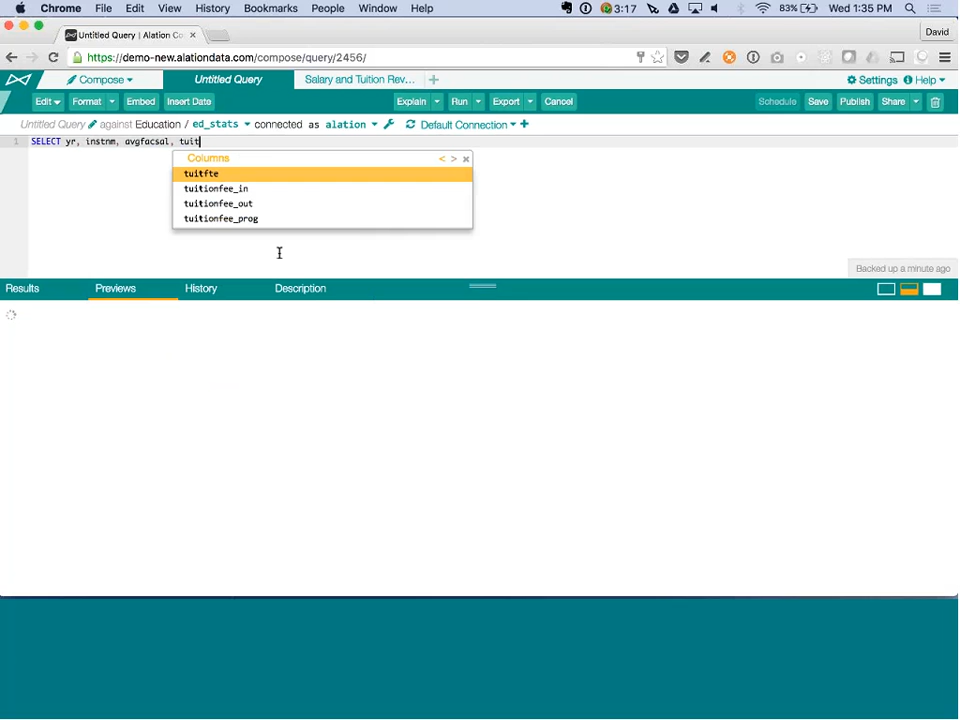 Chrome File Edit View History Bookmarks People Window Help 3:17 83% Wed 1:35 PM
Untitled Query | Alation Co × David
https://demo-new.alationdata.com/compose/query/2456/
Compose Untitled Query Salary and Tuition Rev... + Settings Help
Edit Format Embed Insert Date Explain Run Export Cancel Schedule Save Publish Share
Untitled Query against Education / ed_stats connected as alation Default Connection +
1 SELECT yr, instnm, avgfacsal, tuit
Columns < > ×
tuitfte
tuitionfee_in
tuitionfee_out
tuitionfee_prog
Backed up a minute ago
Results Previews History Description